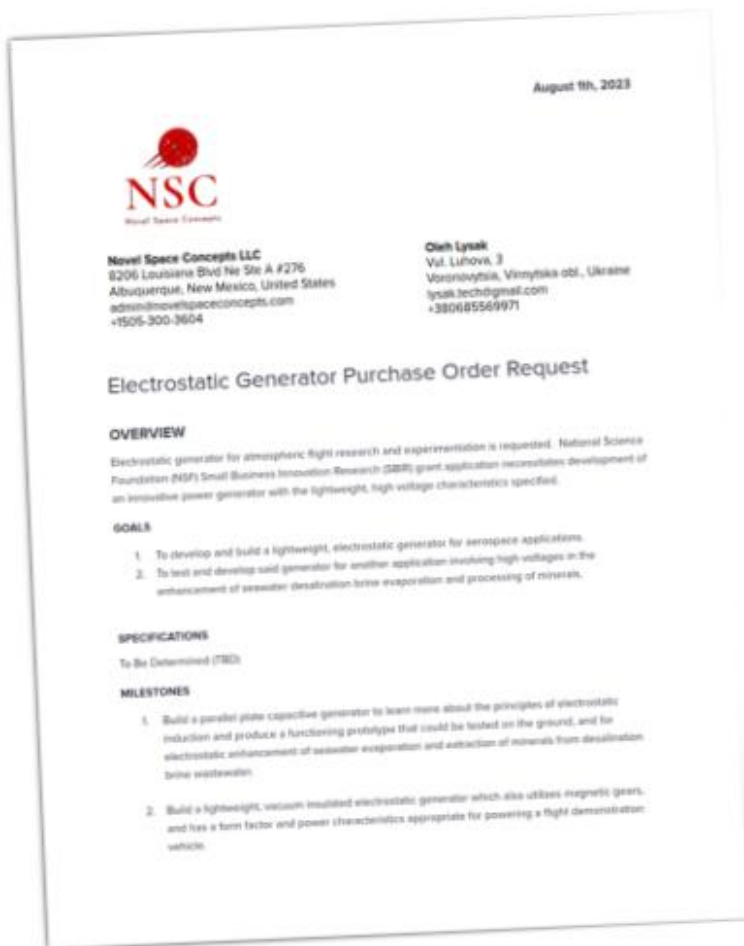 August 11th, 2023
NSC
Novel Space Concepts
Novel Space Concepts LLC
8206 Louisiana Blvd Ne Ste A #276
Albuquerque, New Mexico, United States
admin@novelspaceconcepts.com
+1505-300-3604
Oleh Lysak
Vul. Luhova, 3
Voronovytsia, Vinnytska obl., Ukraine
lysak.tech@gmail.com
+380685569971
Electrostatic Generator Purchase Order Request
OVERVIEW
Electrostatic generator for atmospheric flight research and experimentation is requested. National Science
Foundation (NSF) Small Business Innovation Research (SBIR) grant application necessitates development of
an innovative power generator with the lightweight, high voltage characteristics specified.
GOALS
1. To develop and build a lightweight, electrostatic generator for aerospace applications.
2. To test and develop said generator for another application involving high voltages in the
enhancement of seawater desalination brine evaporation and processing of minerals.
SPECIFICATIONS
To Be Determined (TBD)
MILESTONES
1. Build a parallel plate capacitive generator to learn more about the principles of electrostatic
induction and produce a functioning prototype that could be tested on the ground, and for
electrostatic enhancement of seawater evaporation and extraction of minerals from desalination
brine wastewater.
2. Build a lightweight, vacuum insulated electrostatic generator which also utilizes magnetic gears,
and has a form factor and power characteristics appropriate for powering a flight demonstration
vehicle.